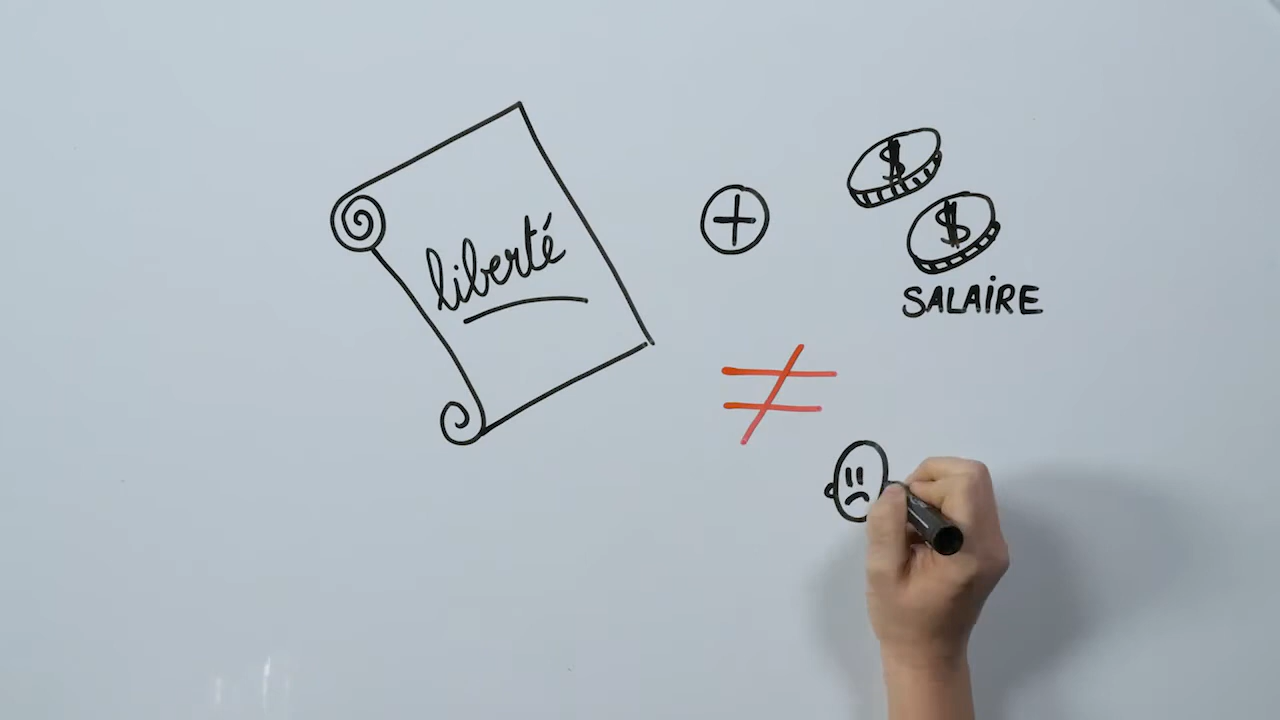 liberté
+
$
$
SALAIRE
≠